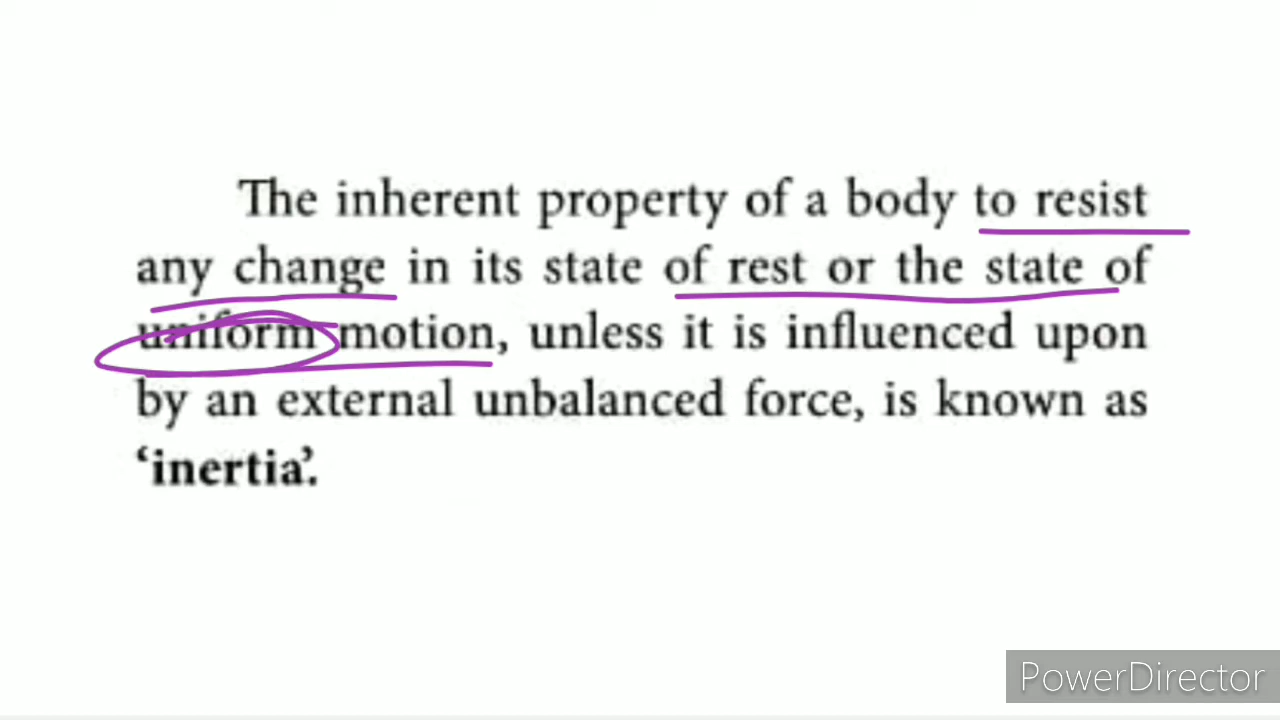 The inherent property of a body to resist
any change in its state of rest or the state of
uniform motion, unless it is influenced upon
by an external unbalanced force, is known as
‘inertia’.
PowerDirector